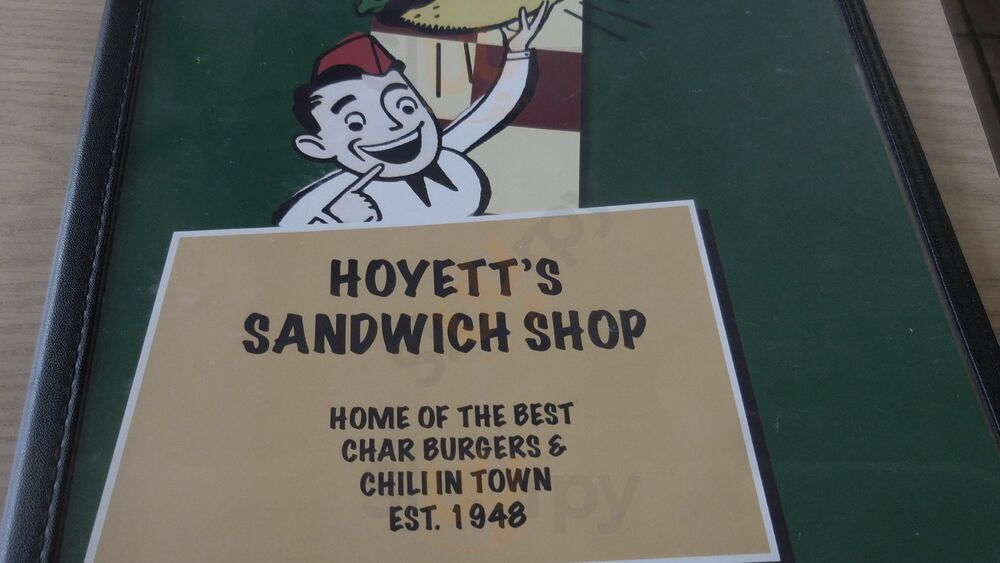 HOYETT'S
SANDWICH SHOP
HOME OF THE BEST
CHAR BURGERS &
CHILI IN TOWN
EST. 1948